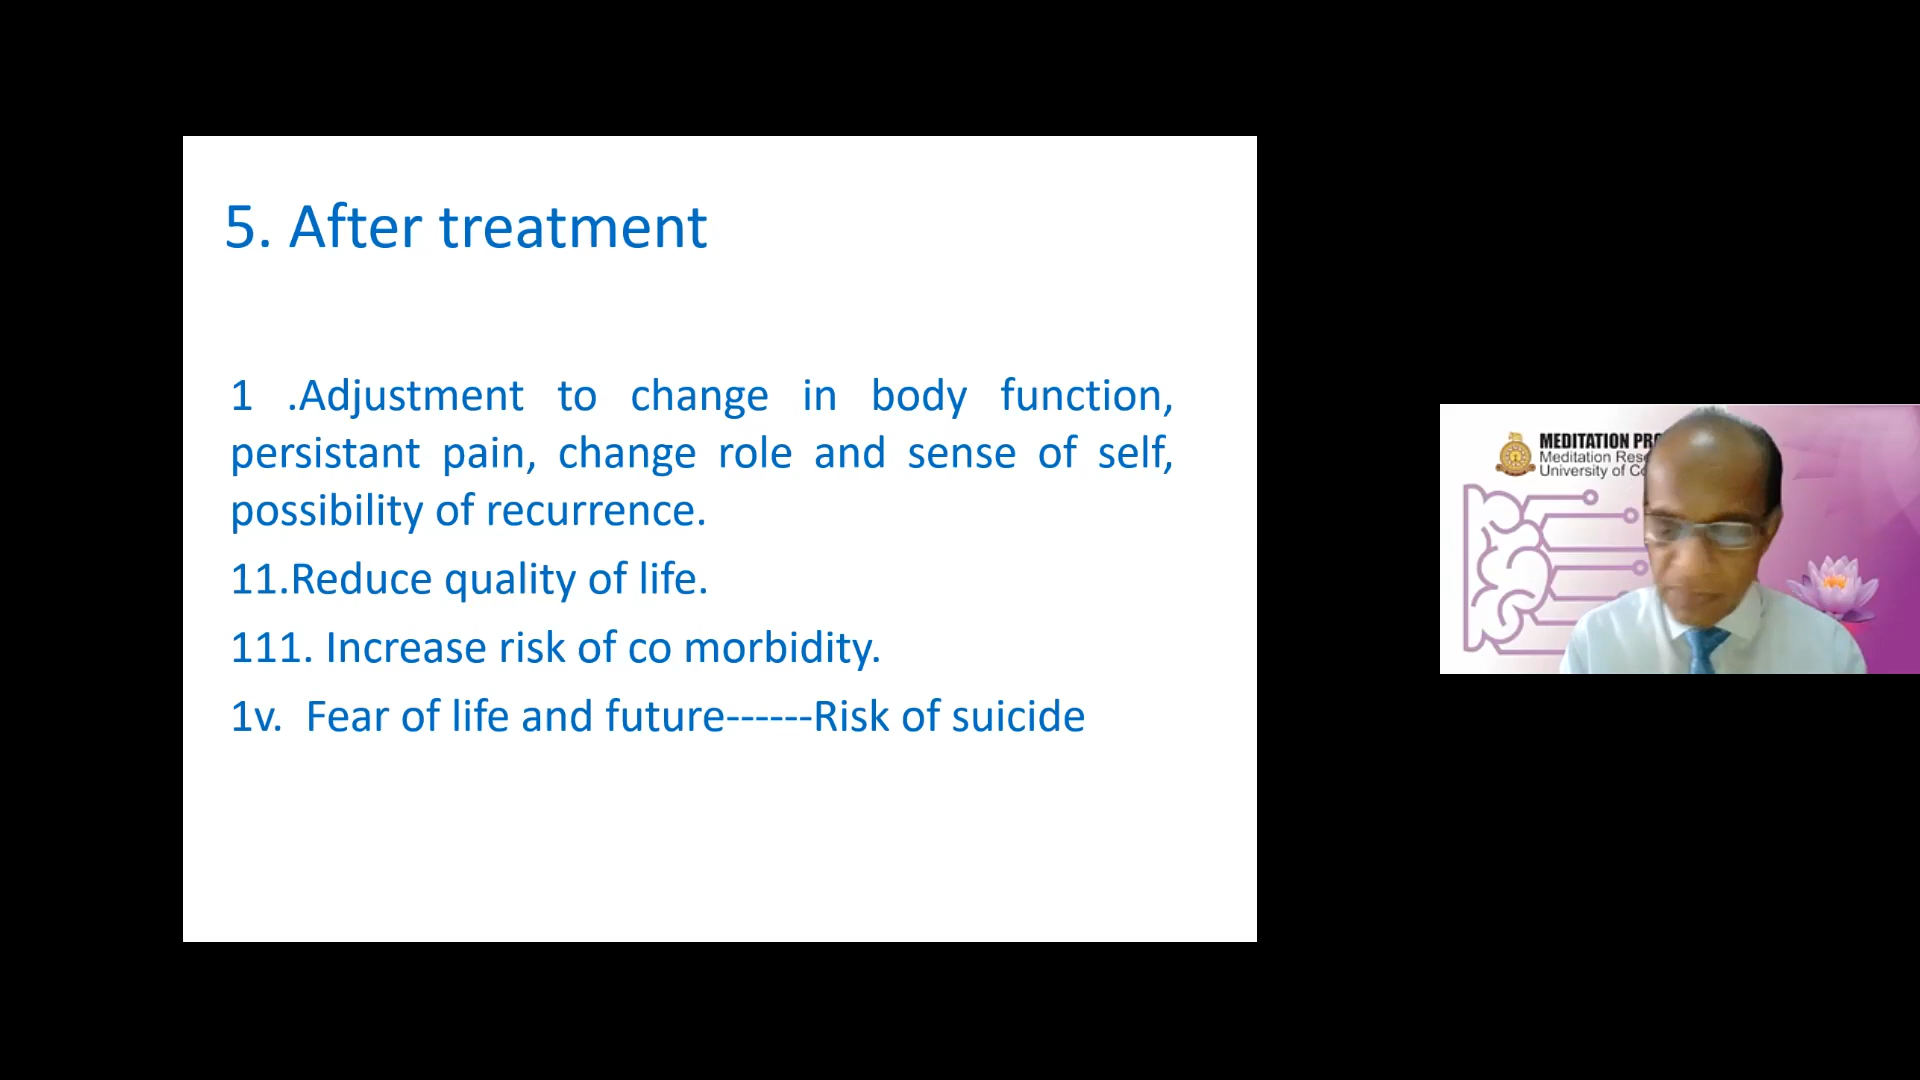 5. After treatment
1 .Adjustment to change in body function,
persistant pain, change role and sense of self,
possibility of recurrence.
11.Reduce quality of life.
111. Increase risk of co morbidity.
1v. Fear of life and future------Risk of suicide
MEDITATION
Meditation
University of